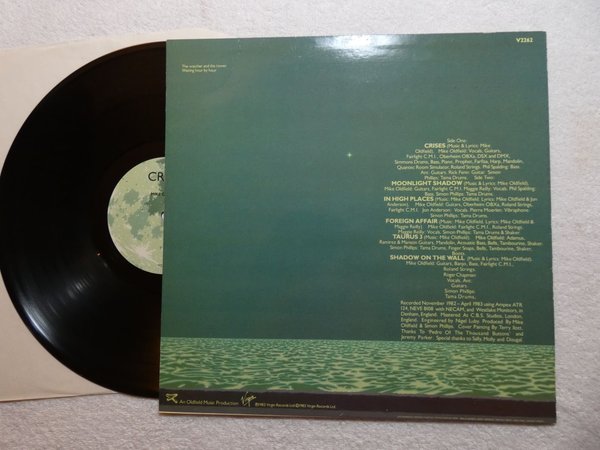 V2262
The watcher and the tower
Waiting hour by hour
CR
Side One:
CRISES (Music & Lyrics: Mike
Oldfield). Mike Oldfield: Vocals, Guitars,
Fairlight C.M.I., Oberheim OBXa, DSX and DMX,
Simmons Drums, Bass, Piano, Prophet, Farfisa, Harp, Mandolin,
Quantec Room Simulator, Roland Strings. Phil Spalding: Bass.
Ant: Guitars. Rick Fenn: Guitar. Simon
Phillips: Tama Drums. Side Two:
MOONLIGHT SHADOW (Music & Lyrics: Mike Oldfield).
Mike Oldfield: Guitars, Fairlight C.M.I. Maggie Reilly: Vocals. Phil Spalding:
Bass. Simon Phillips: Tama Drums.
IN HIGH PLACES (Music & Lyrics: Mike Oldfield & Jon
Anderson). Mike Oldfield: Guitars, Oberheim OBXa, Roland Strings,
Fairlight C.M.I. Jon Anderson: Vocals. Pierre Moerlen: Vibraphone.
Simon Phillips: Tama Drums.
FOREIGN AFFAIR (Music: Mike Oldfield. Lyrics: Mike Oldfield &
Maggie Reilly). Mike Oldfield: Fairlight C.M.I., Roland Strings.
Maggie Reilly: Vocals. Simon Phillips: Tama Drums & Shaker.
TAURUS 3 (Music: Mike Oldfield). Mike Oldfield: Adamus,
Ramirez & Manson Guitars, Mandolin, Acoustic Bass, Bells, Tambourine, Shaker.
Simon Phillips: Tama Drums, Finger Snaps, Bells, Tambourine, Shaker,
Boots.
SHADOW ON THE WALL (Music & Lyrics: Mike Oldfield).
Mike Oldfield: Guitars, Banjo, Bass, Fairlight C.M.I.,
Roland Strings.
Roger Chapman:
Vocals. Ant:
Guitars.
Simon Phillips:
Tama Drums.
Recorded November 1982 – April 1983 using Ampex ATR
124, NEVE 8108 with NECAM, and Westlake Monitors, in
Denham, England. Mastered At C.B.S. Studios, London,
England. Engineered by Nigel Luby. Produced By Mike
Oldfield & Simon Phillips. Cover Painting By Terry Ilott.
Thanks To 'Pedro Of The Thousand Buttons' and
Jeremy Parker. Special thanks to Sally, Molly and Dougal.
An Oldfield Music Production
Virgin
℗1983 Virgin Records Ltd ©1983 Virgin Records Ltd.